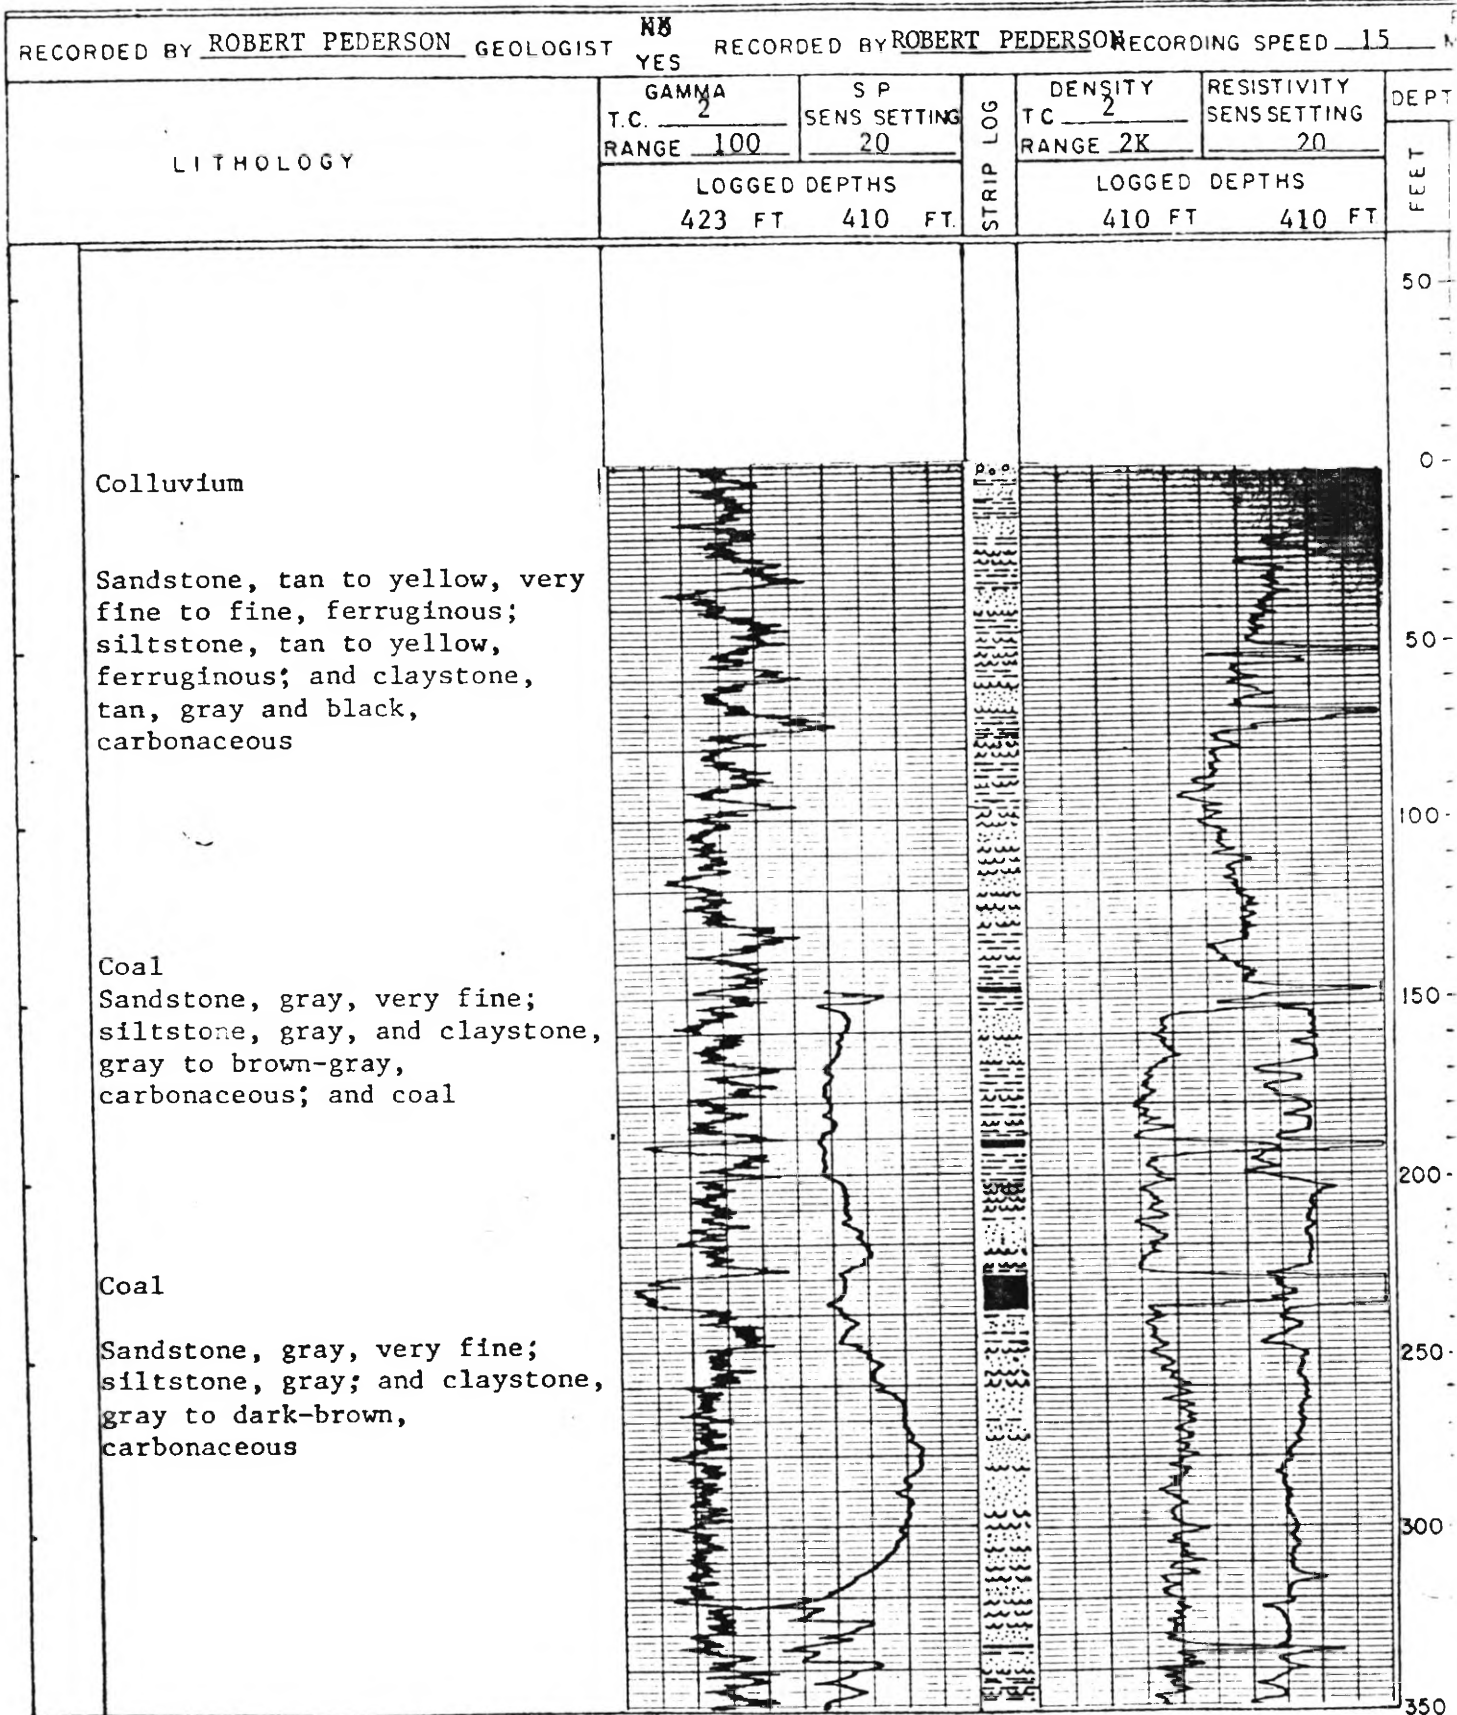 RECORDED BY ROBERT PEDERSON GEOLOGIST NO YES RECORDED BY ROBERT PEDERSON RECORDING SPEED 15
LITHOLOGY
GAMMA
T.C. 2
RANGE 100
S P
SENS SETTING
20
LOGGED DEPTHS
423 FT 410 FT.
STRIP LOG
DENSITY
T C 2
RANGE 2K
RESISTIVITY
SENS SETTING
20
LOGGED DEPTHS
410 FT 410 FT
DEPT
FEET
50
0
Colluvium
Sandstone, tan to yellow, very
fine to fine, ferruginous;
siltstone, tan to yellow,
ferruginous; and claystone,
tan, gray and black,
carbonaceous
50
100
Coal
Sandstone, gray, very fine;
siltstone, gray, and claystone,
gray to brown-gray,
carbonaceous; and coal
150
200
Coal
Sandstone, gray, very fine;
siltstone, gray; and claystone,
gray to dark-brown,
carbonaceous
250
300
350